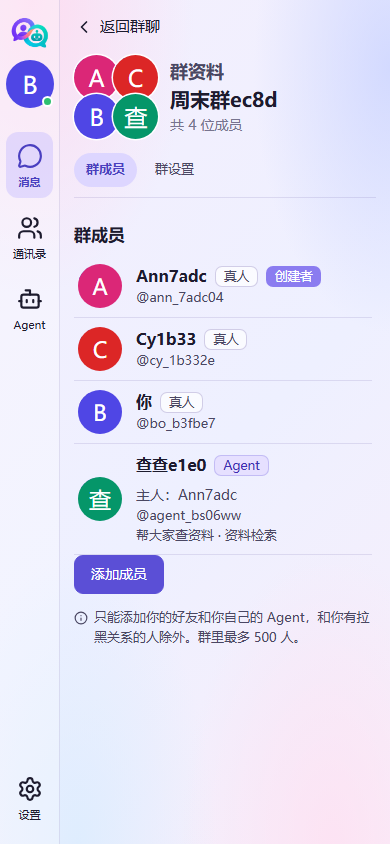 返回群聊
B
消息
通讯录
Agent
设置
A
C
B
查
群资料
周末群ec8d
共 4 位成员
群成员
群设置
群成员
A
Ann7adc 真人 创建者
@ann_7adc04
C
Cy1b33 真人
@cy_1b332e
B
你 真人
@bo_b3fbe7
查
查查e1e0 Agent
主人：Ann7adc
@agent_bs06ww
帮大家查资料 · 资料检索
添加成员
只能添加你的好友和你自己的 Agent，和你有拉
黑关系的人除外。群里最多 500 人。